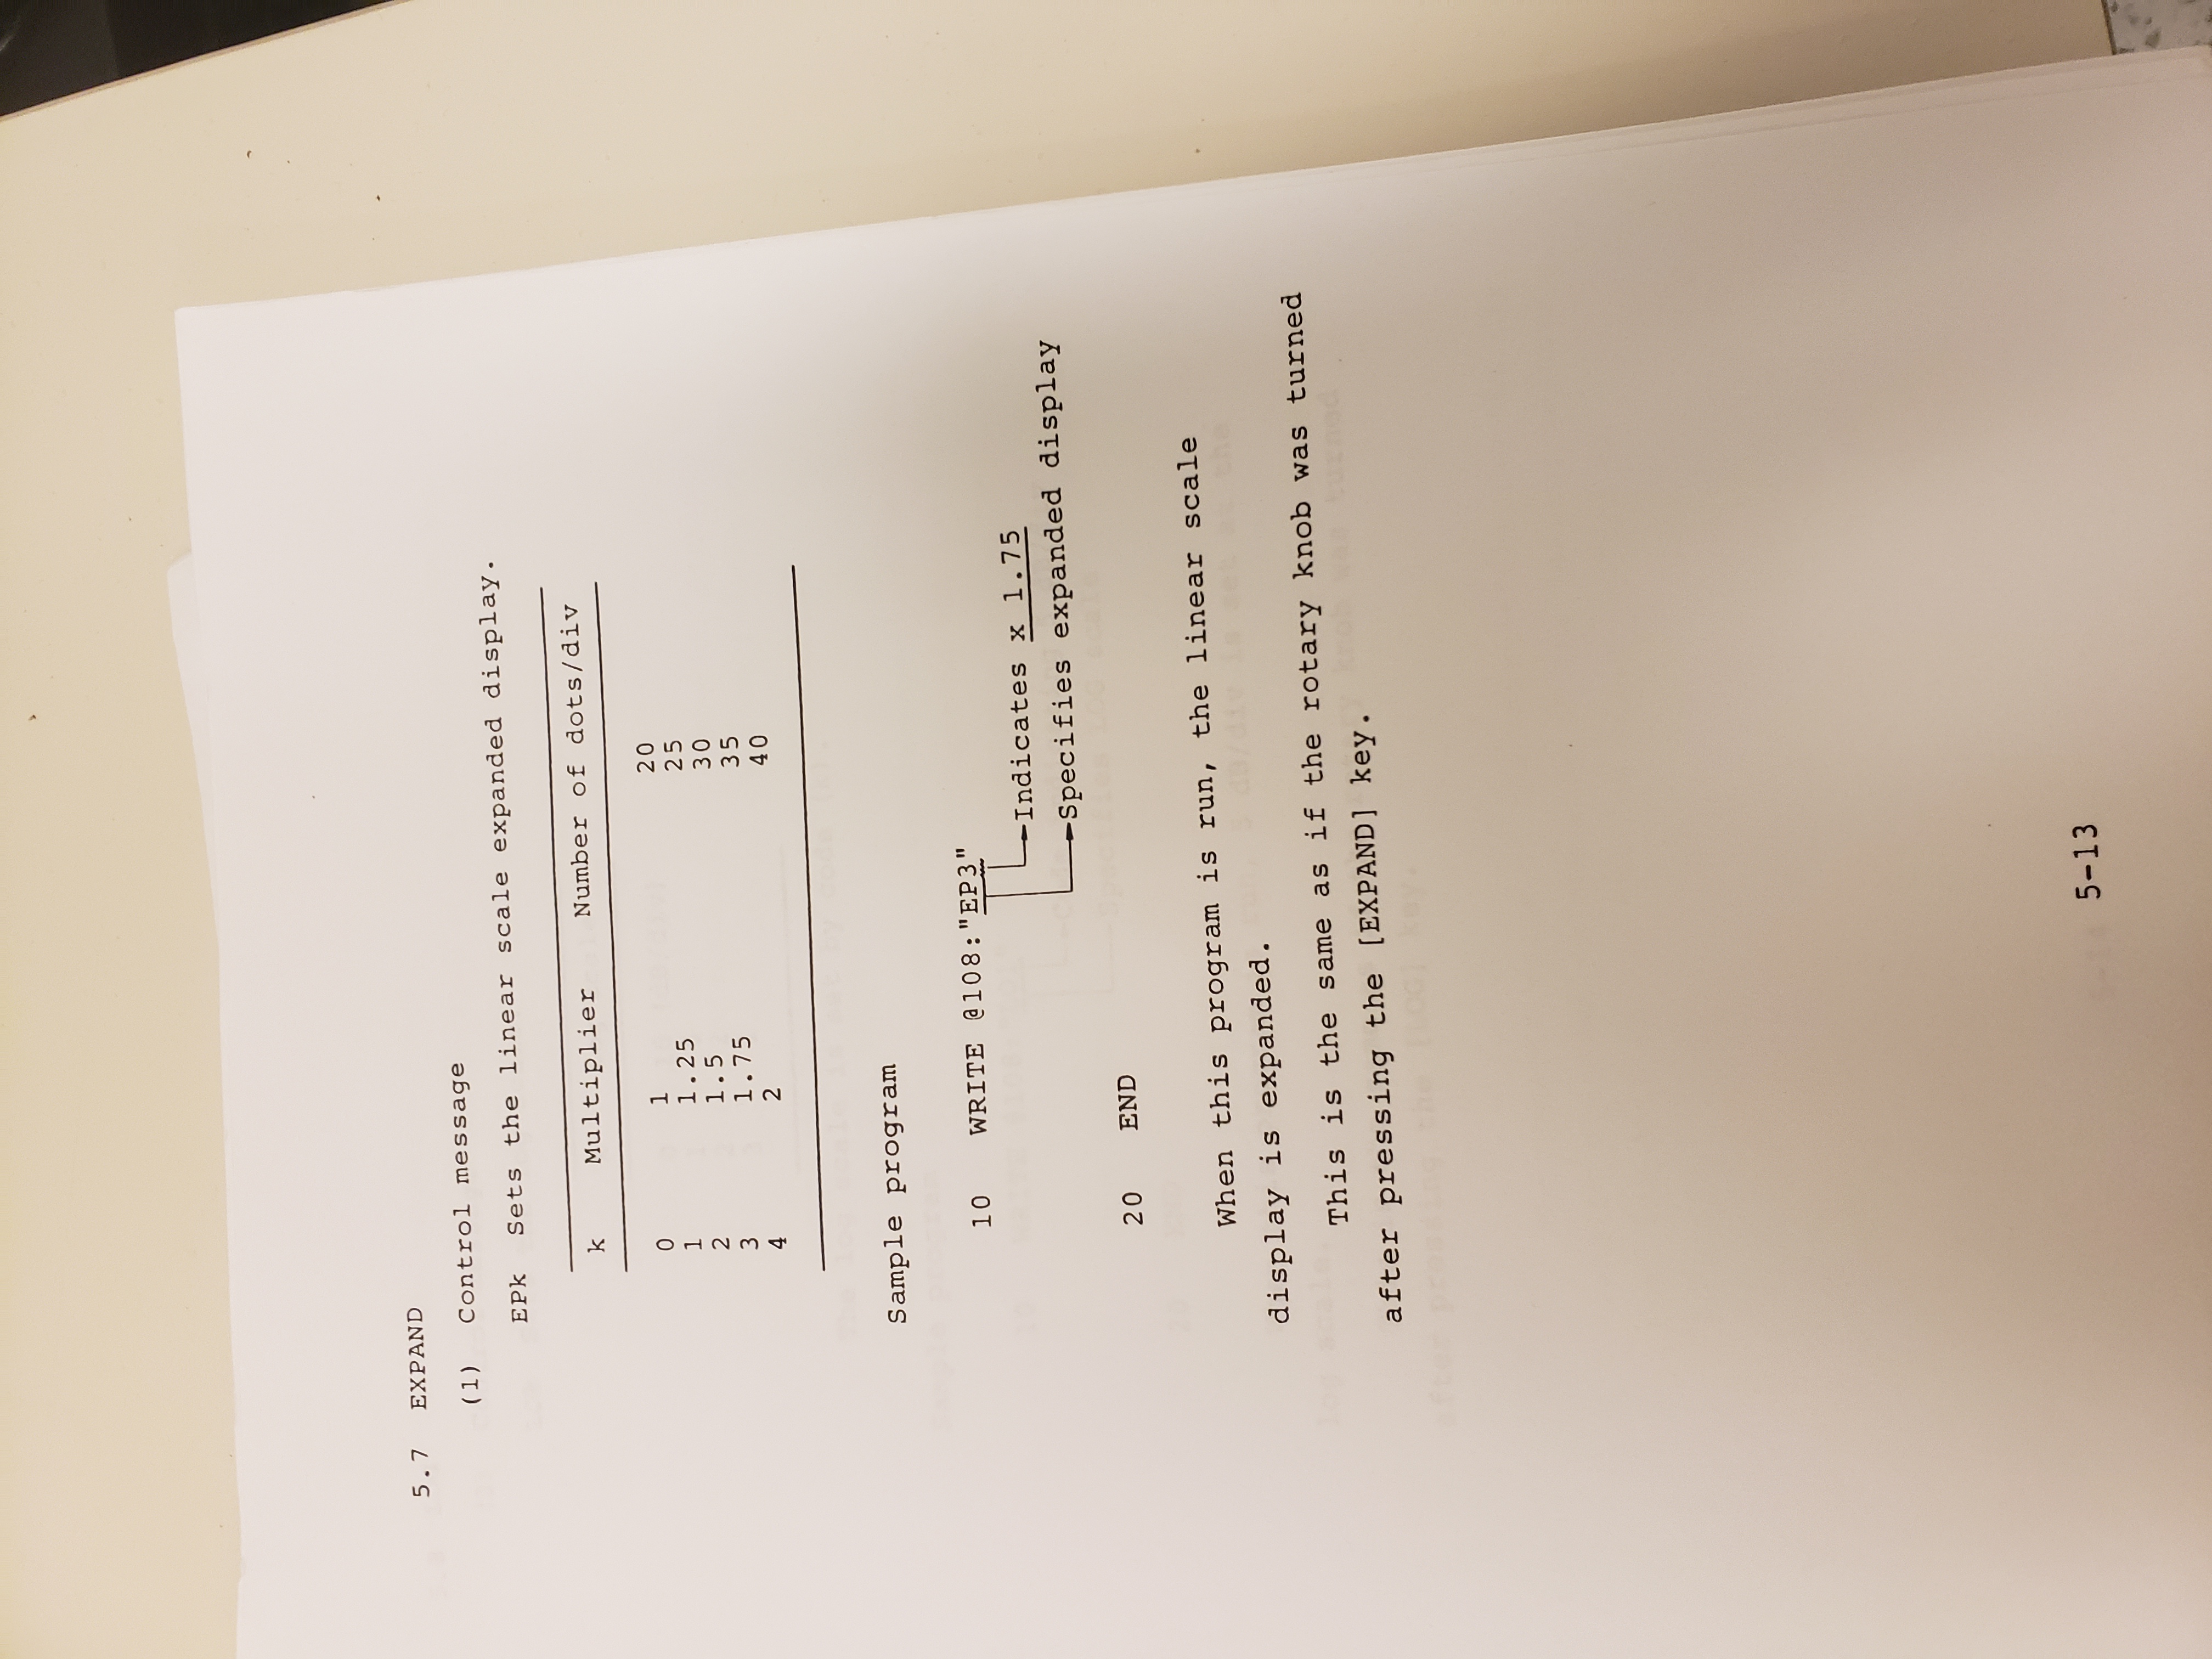 5.7 EXPAND
(1) Control message
EPk Sets the linear scale expanded display.
k Multiplier Number of dots/div
0 1 20
1 1.25 25
2 1.5 30
3 1.75 35
4 2 40
Sample program
10 WRITE @108:"EP3"
Indicates x 1.75
Specifies expanded display
20 END
When this program is run, the linear scale
display is expanded.
This is the same as if the rotary knob was turned
after pressing the [EXPAND] key.
5-13